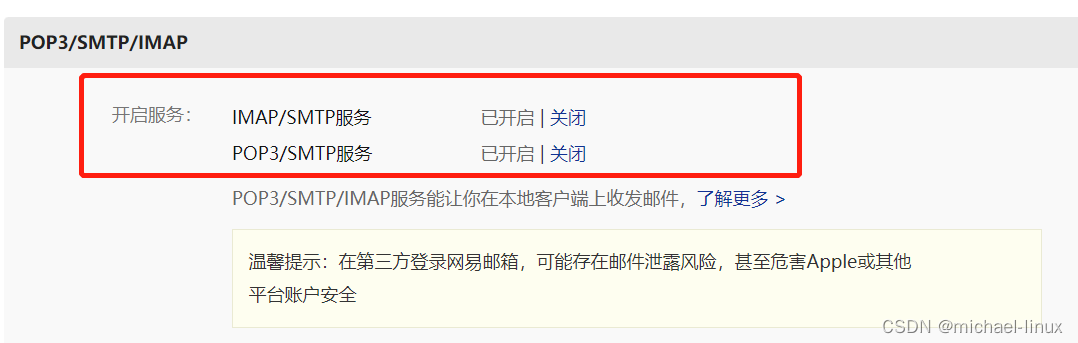 POP3/SMTP/IMAP
开启服务： IMAP/SMTP服务 已开启 | 关闭
POP3/SMTP服务 已开启 | 关闭
POP3/SMTP/IMAP服务能让你在本地客户端上收发邮件，了解更多 >
温馨提示：在第三方登录网易邮箱，可能存在邮件泄露风险，甚至危害Apple或其他
平台账户安全
CSDN @michael-linux